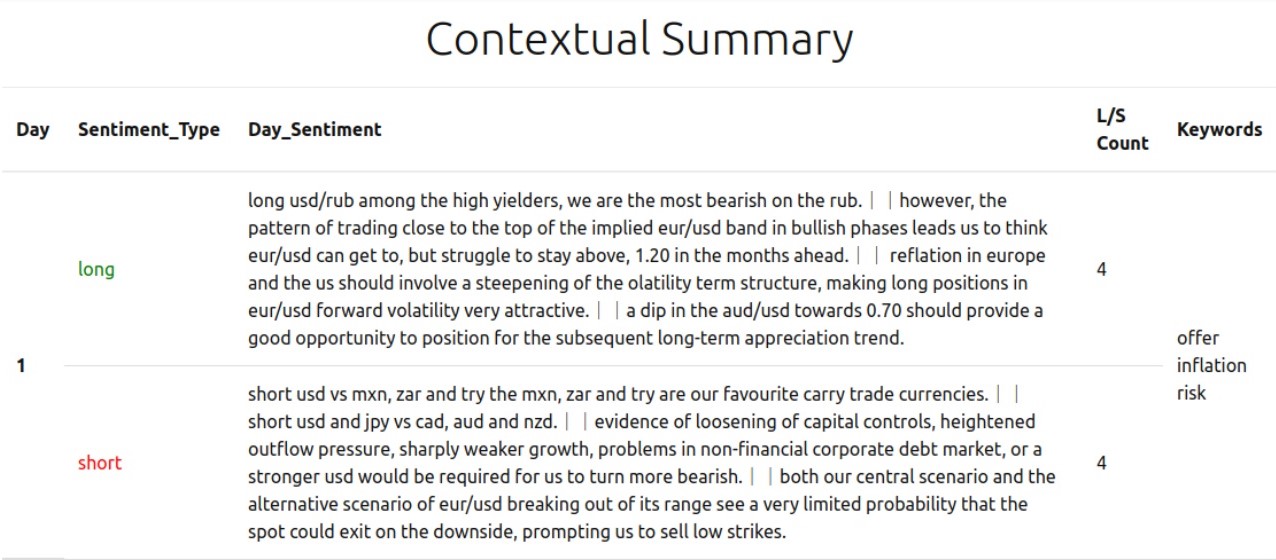 Contextual Summary
Day Sentiment_Type Day_Sentiment L/S Count Keywords
long usd/rub among the high yielders, we are the most bearish on the rub. | | however, the
pattern of trading close to the top of the implied eur/usd band in bullish phases leads us to think
eur/usd can get to, but struggle to stay above, 1.20 in the months ahead. | | reflation in europe
long
and the us should involve a steepening of the olatility term structure, making long positions in
4
eur/usd forward volatility very attractive. | | a dip in the aud/usd towards 0.70 should provide a
good opportunity to position for the subsequent long-term appreciation trend.
1
offer
inflation
risk
short usd vs mxn, zar and try the mxn, zar and try are our favourite carry trade currencies. | |
short usd and jpy vs cad, aud and nzd. | | evidence of loosening of capital controls, heightened
outflow pressure, sharply weaker growth, problems in non-financial corporate debt market, or a
short
stronger usd would be required for us to turn more bearish. | | both our central scenario and the
4
alternative scenario of eur/usd breaking out of its range see a very limited probability that the
spot could exit on the downside, prompting us to sell low strikes.